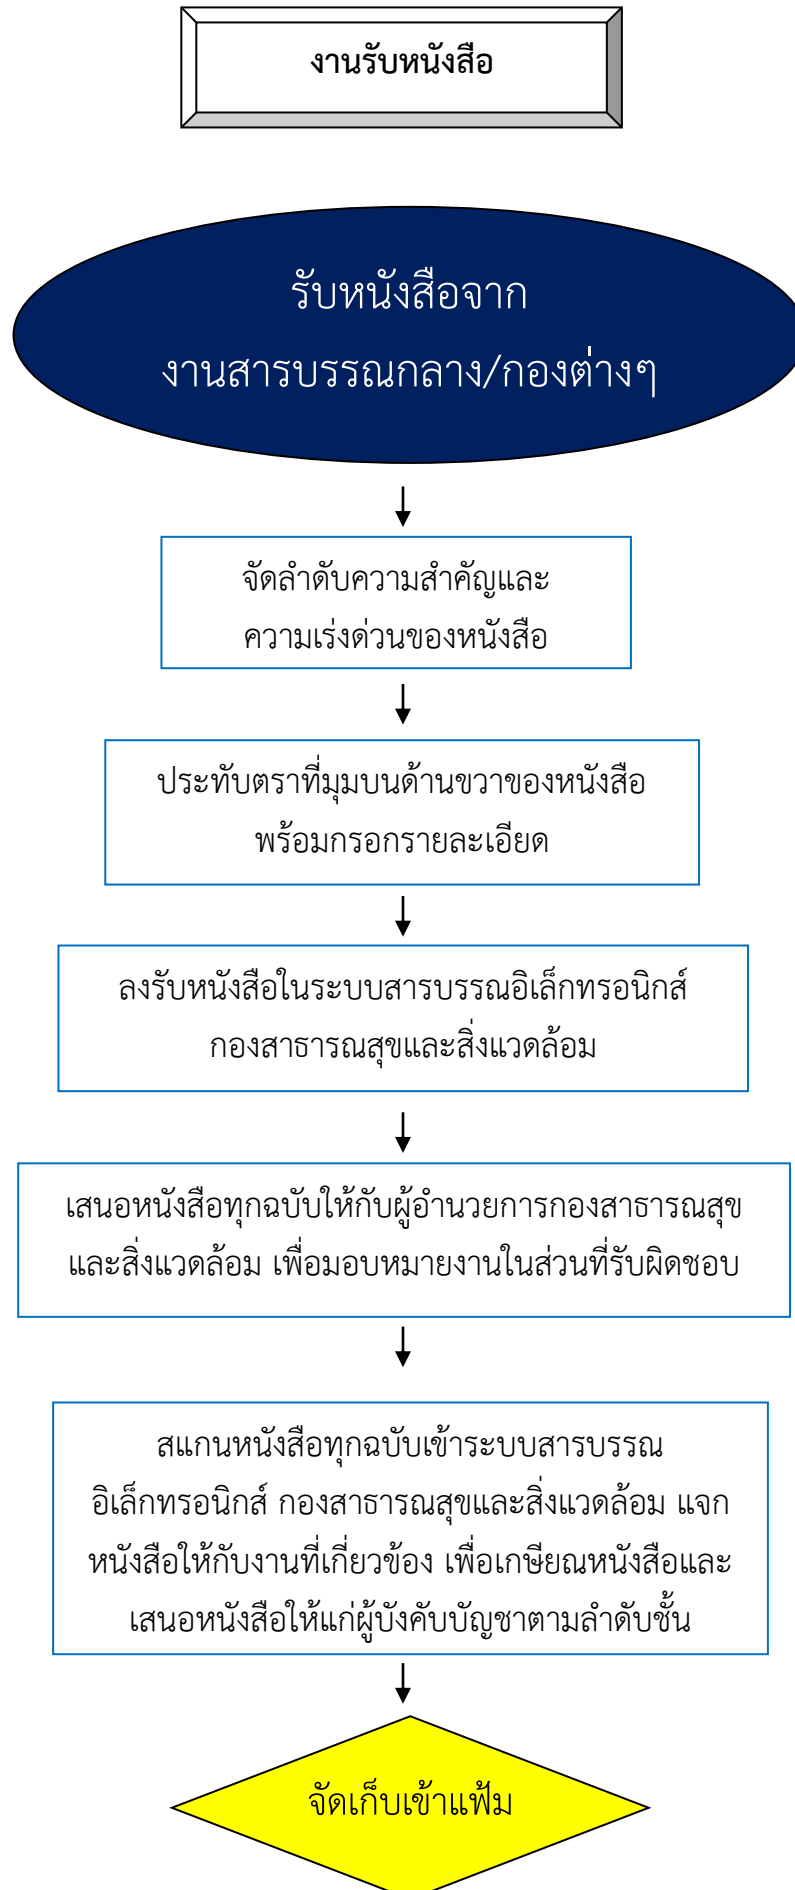 งานรับหนังสือ
รับหนังสือจาก
งานสารบรรณกลาง/กองต่างๆ
จัดลำดับความสำคัญและ
ความเร่งด่วนของหนังสือ
ประทับตราที่มุมบนด้านขวาของหนังสือ
พร้อมกรอกรายละเอียด
ลงรับหนังสือในระบบสารบรรณอิเล็กทรอนิกส์
กองสาธารณสุขและสิ่งแวดล้อม
เสนอหนังสือทุกฉบับให้กับผู้อำนวยการกองสาธารณสุข
และสิ่งแวดล้อม เพื่อมอบหมายงานในส่วนที่รับผิดชอบ
สแกนหนังสือทุกฉบับเข้าระบบสารบรรณ
อิเล็กทรอนิกส์ กองสาธารณสุขและสิ่งแวดล้อม แจก
หนังสือให้กับงานที่เกี่ยวข้อง เพื่อเกษียณหนังสือและ
เสนอหนังสือให้แก่ผู้บังคับบัญชาตามลำดับชั้น
จัดเก็บเข้าแฟ้ม